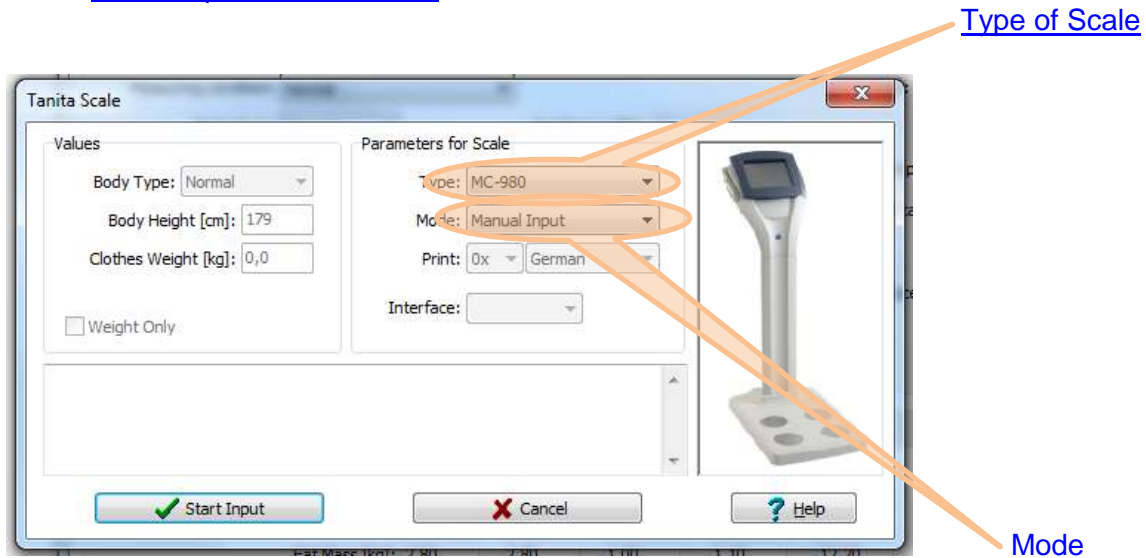 Type of Scale
Tanita Scale
Values
Body Type: Normal
Body Height [cm]: 179
Clothes Weight [kg]: 0,0
Weight Only
Parameters for Scale
Type: MC-980
Mode: Manual Input
Print: 0x German
Interface:
Start Input
Cancel
? Help
Mode